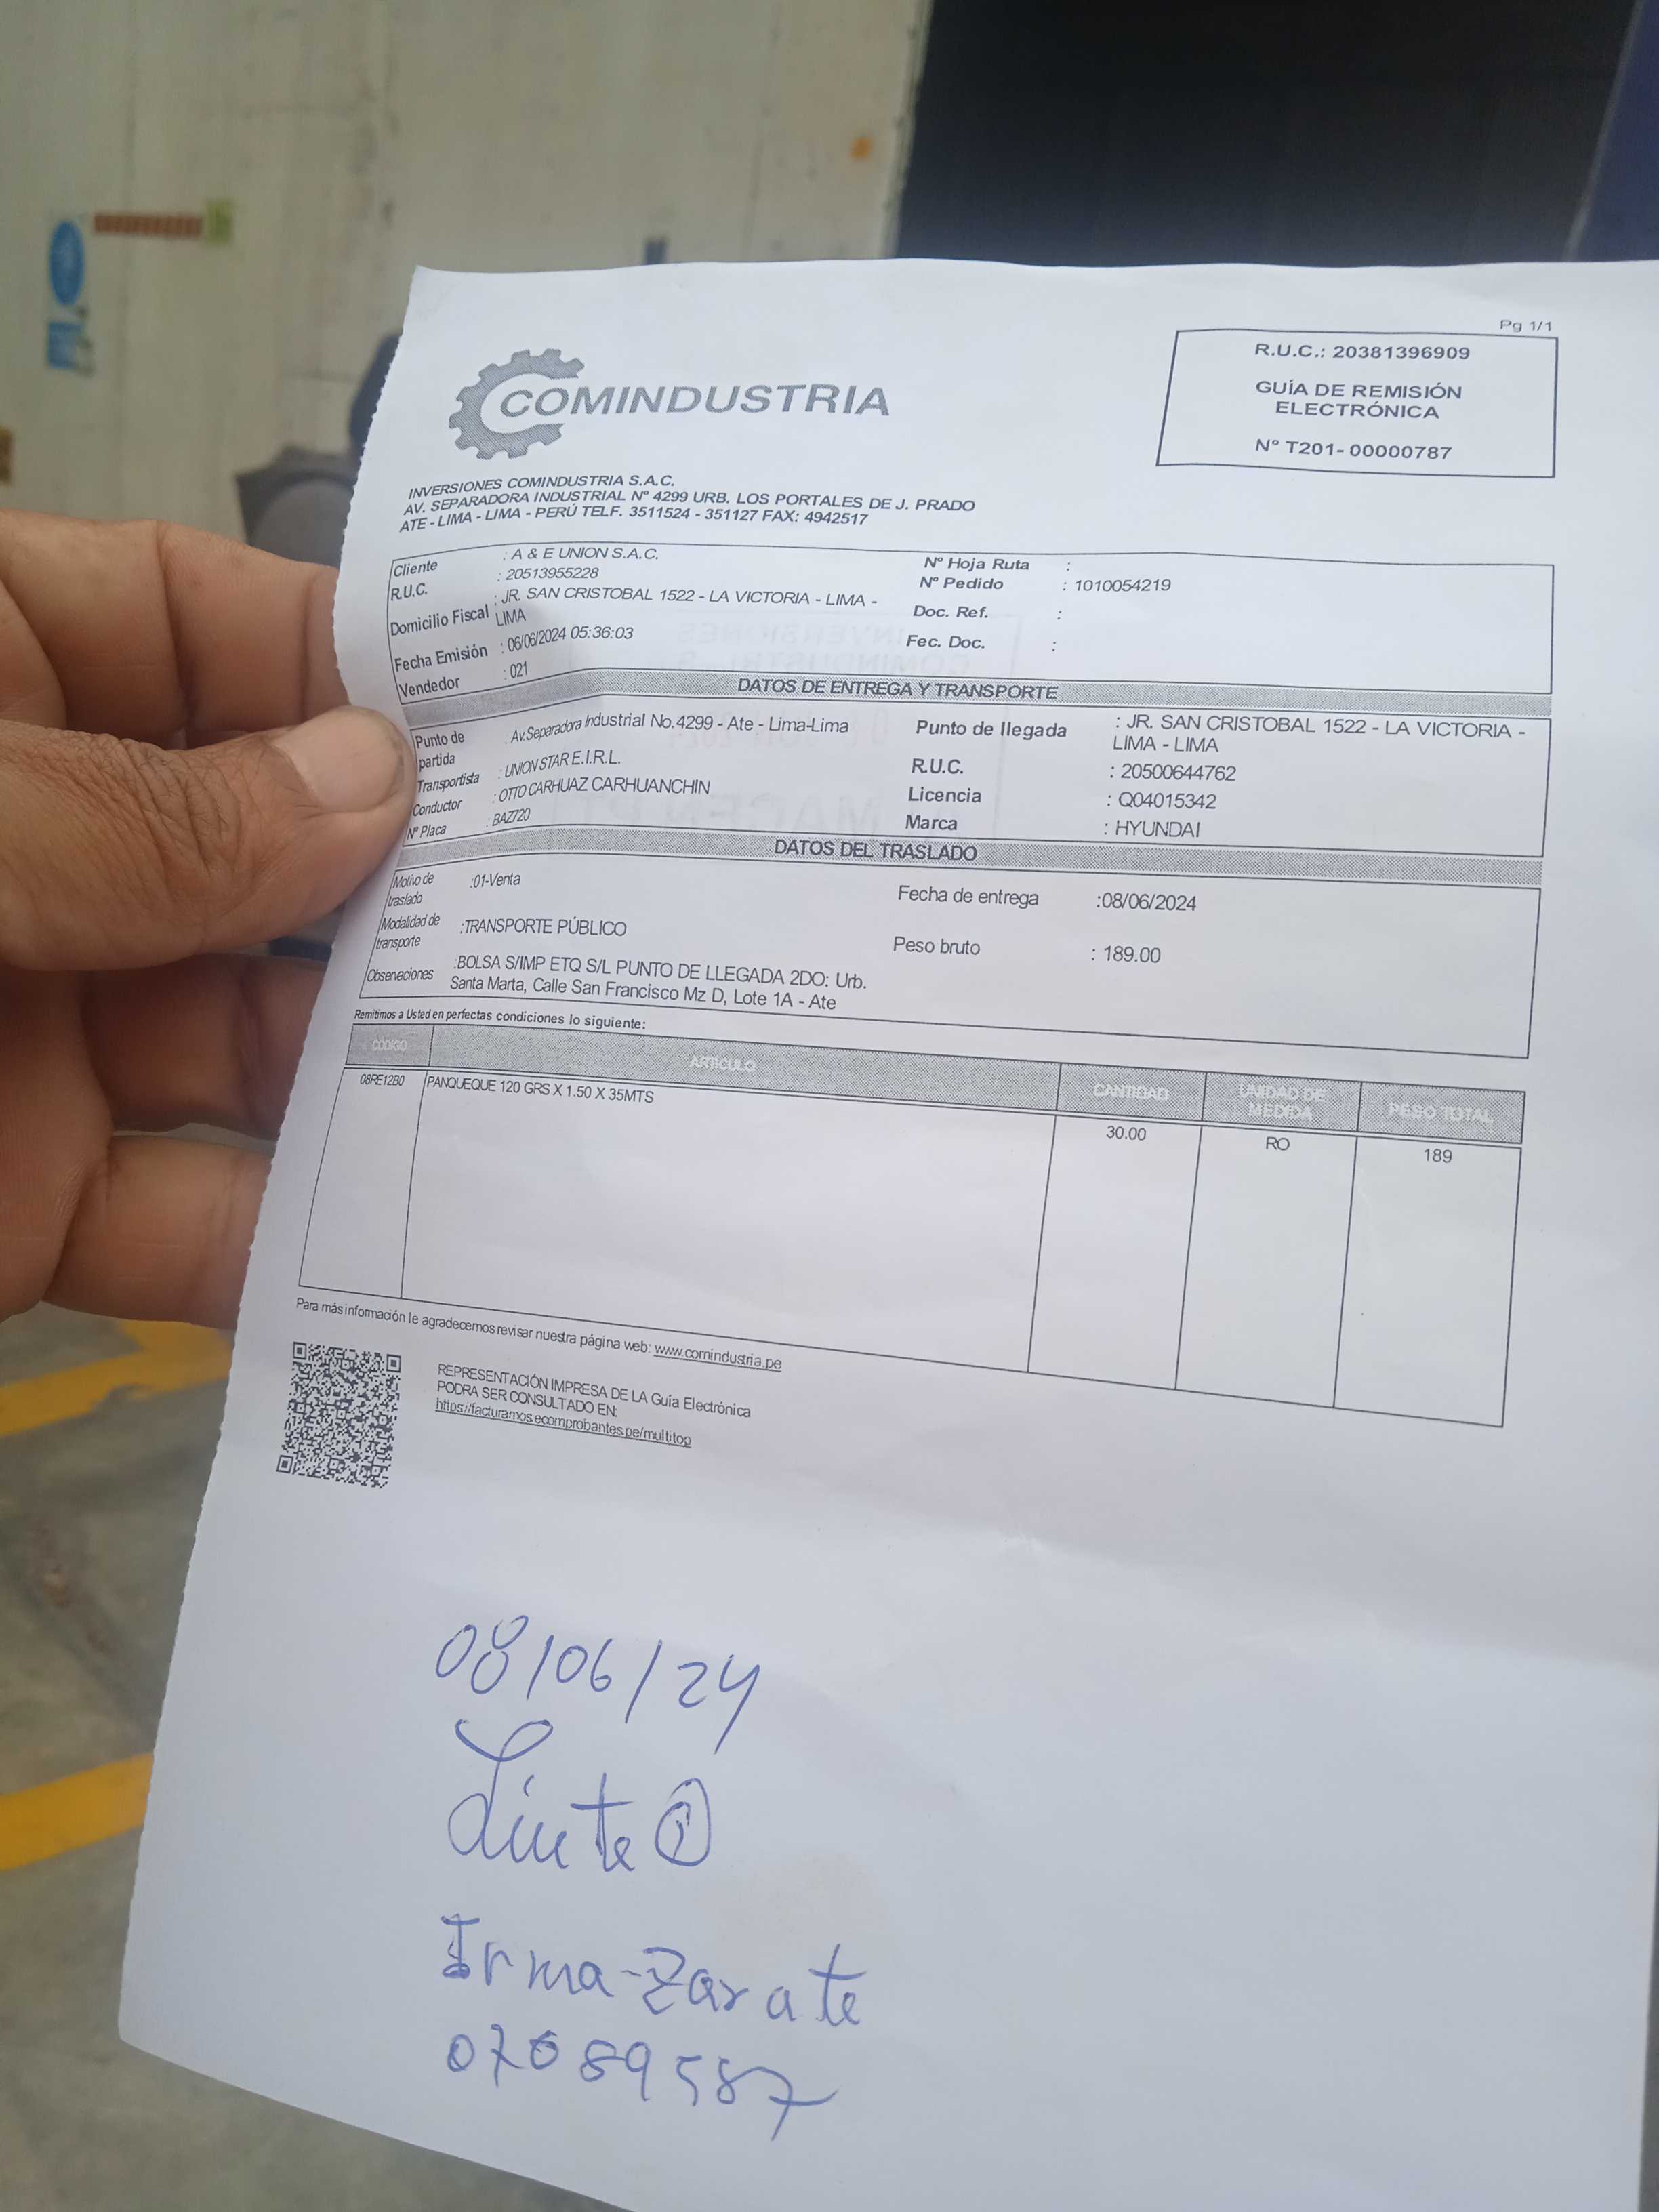 Pg 1/1
R.U.C.: 20381396909
GUÍA DE REMISIÓN
ELECTRÓNICA
Nº T201- 00000787
COMINDUSTRIA
INVERSIONES COMINDUSTRIA S.A.C.
AV. SEPARADORA INDUSTRIAL Nº 4299 URB. LOS PORTALES DE J. PRADO
ATE - LIMA - LIMA - PERÚ TELF. 3511524 - 351127 FAX: 4942517
Cliente : A & E UNION S.A.C.
R.U.C. : 20513955228
Domicilio Fiscal : JR. SAN CRISTOBAL 1522 - LA VICTORIA - LIMA -
LIMA
Fecha Emisión : 06/06/2024 05:36:03
Vendedor : 021
Nº Hoja Ruta :
Nº Pedido : 1010054219
Doc. Ref. :
Fec. Doc. :
DATOS DE ENTREGA Y TRANSPORTE
Punto de partida : Av.Separadora Industrial No.4299 - Ate - Lima-Lima
Transportista : UNION STAR E.I.R.L.
Conductor : OTTO CARHUAZ CARHUANCHIN
Nº Placa : BAZ720
Punto de llegada : JR. SAN CRISTOBAL 1522 - LA VICTORIA -
LIMA - LIMA
R.U.C. : 20500644762
Licencia : Q04015342
Marca : HYUNDAI
DATOS DEL TRASLADO
Motivo de traslado :01-Venta
Modalidad de transporte :TRANSPORTE PÚBLICO
Observaciones :BOLSA S/IMP ETQ S/L PUNTO DE LLEGADA 2DO: Urb.
Santa Marta, Calle San Francisco Mz D, Lote 1A - Ate
Fecha de entrega :08/06/2024
Peso bruto : 189.00
Remitimos a Usted en perfectas condiciones lo siguiente:
CODIGO ARTICULO CANTIDAD UNIDAD DE MEDIDA PESO TOTAL
08RE12B0 PANQUEQUE 120 GRS X 1.50 X 35MTS 30.00 RO 189
Para más información le agradecemos revisar nuestra página web: www.comindustria.pe
REPRESENTACIÓN IMPRESA DE LA Guía Electrónica
PODRA SER CONSULTADO EN:
https://facturamos.ecomprobantes.pe/multitop
08/06/24
Irma-Zarate
07089587